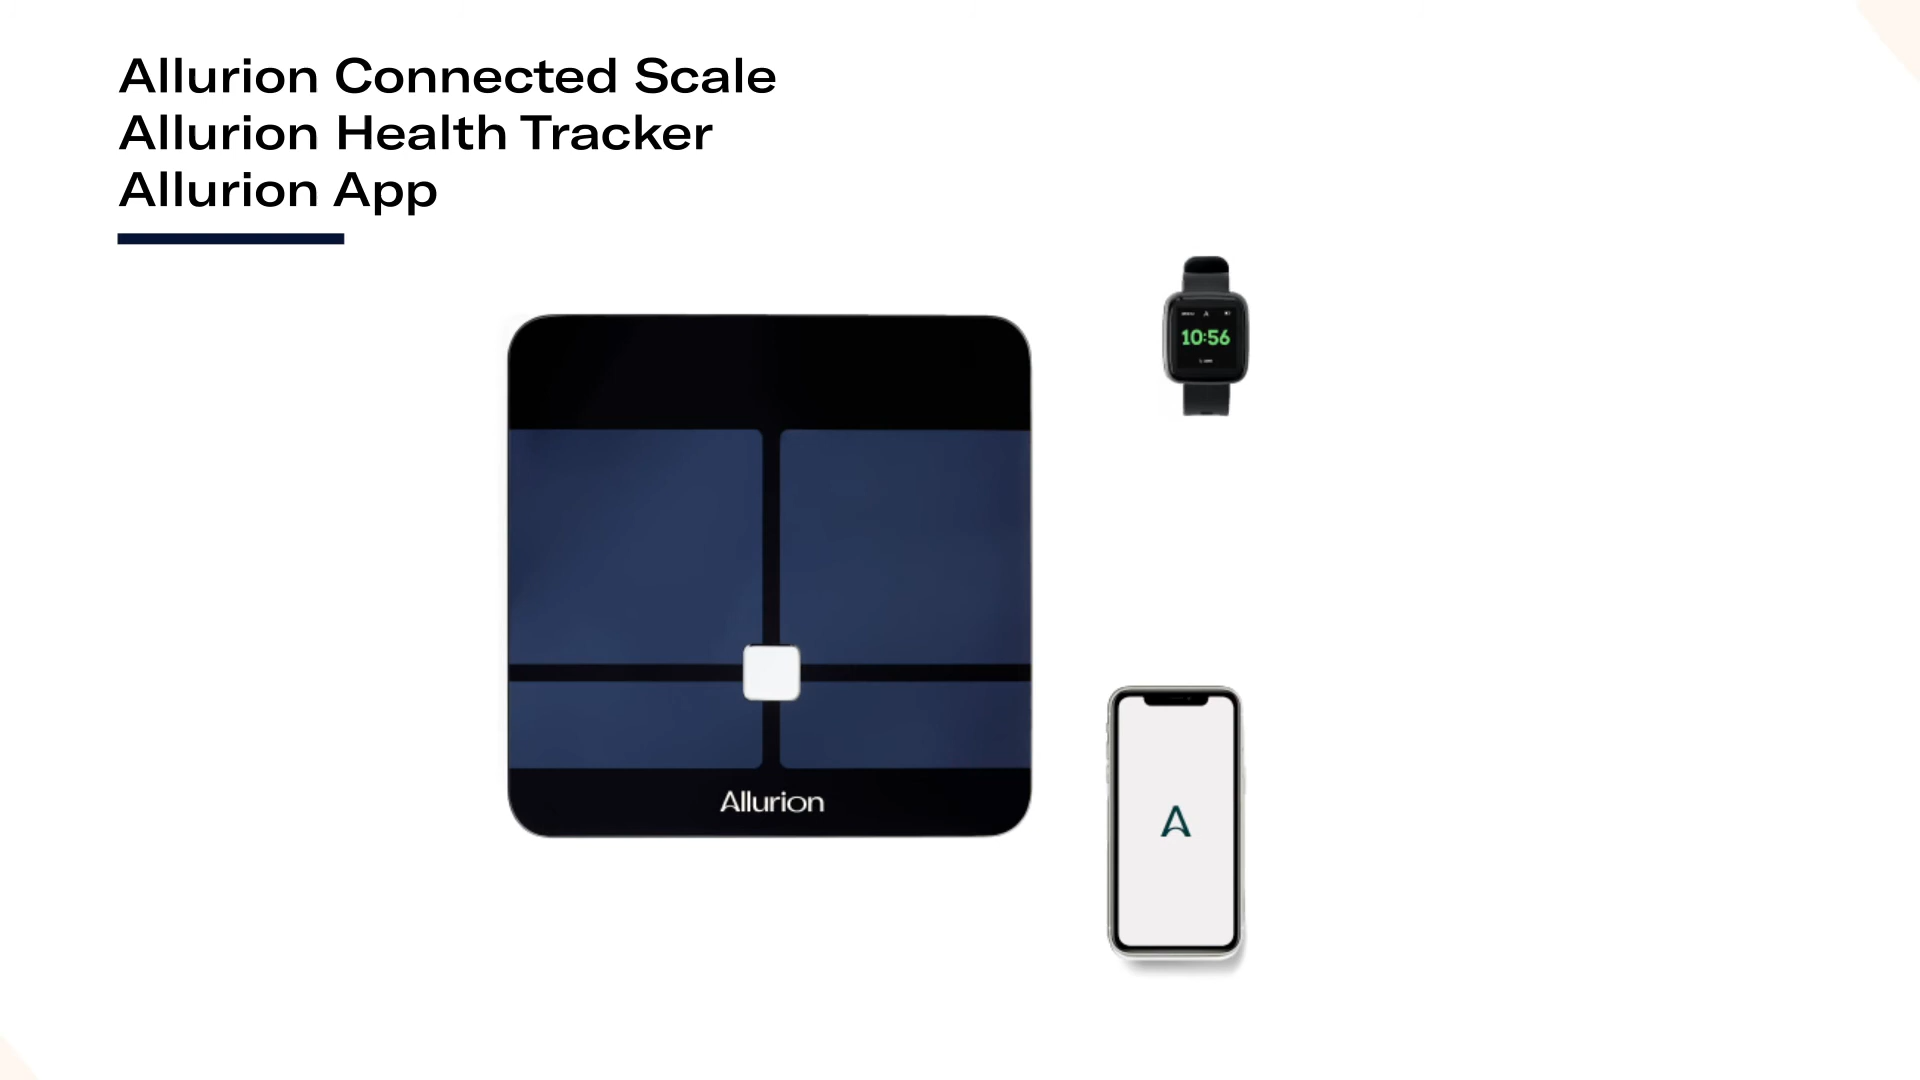 Allurion Connected Scale
Allurion Health Tracker
Allurion App
10:56
Allurion